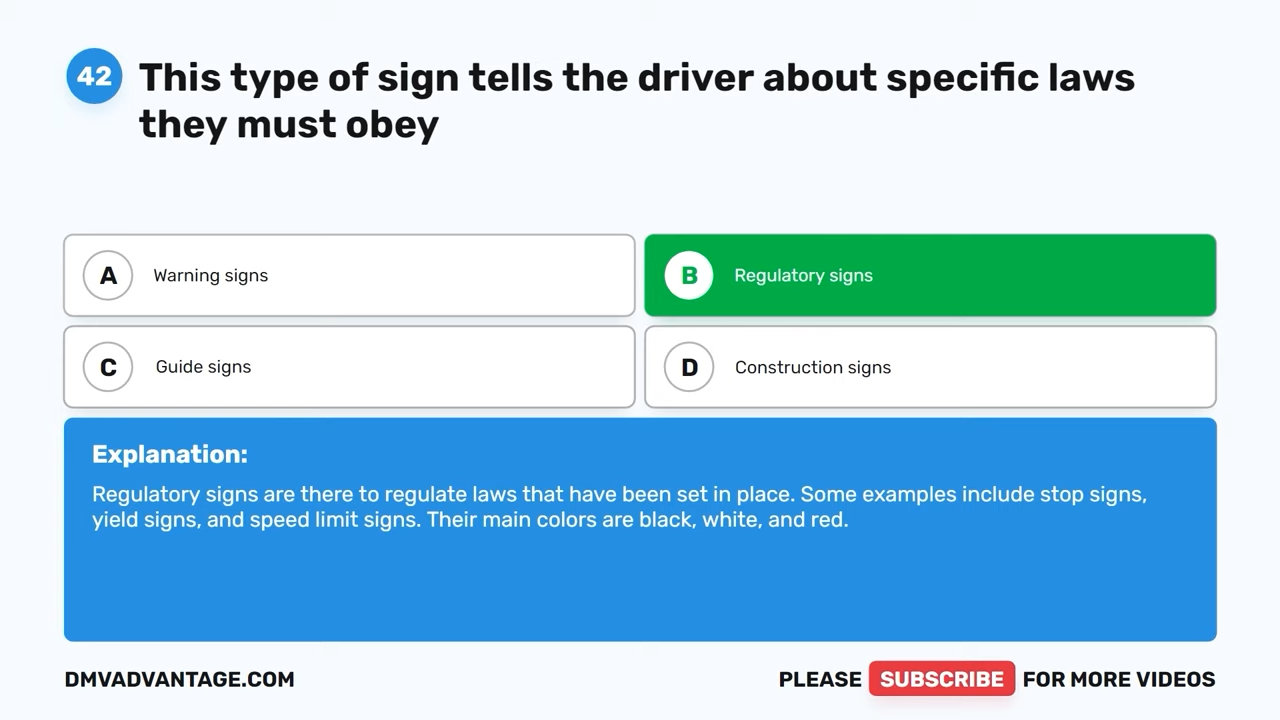 42
This type of sign tells the driver about specific laws
they must obey
A
Warning signs
B
Regulatory signs
C
Guide signs
D
Construction signs
Explanation:
Regulatory signs are there to regulate laws that have been set in place. Some examples include stop signs,
yield signs, and speed limit signs. Their main colors are black, white, and red.
DMVADVANTAGE.COM
PLEASE SUBSCRIBE FOR MORE VIDEOS